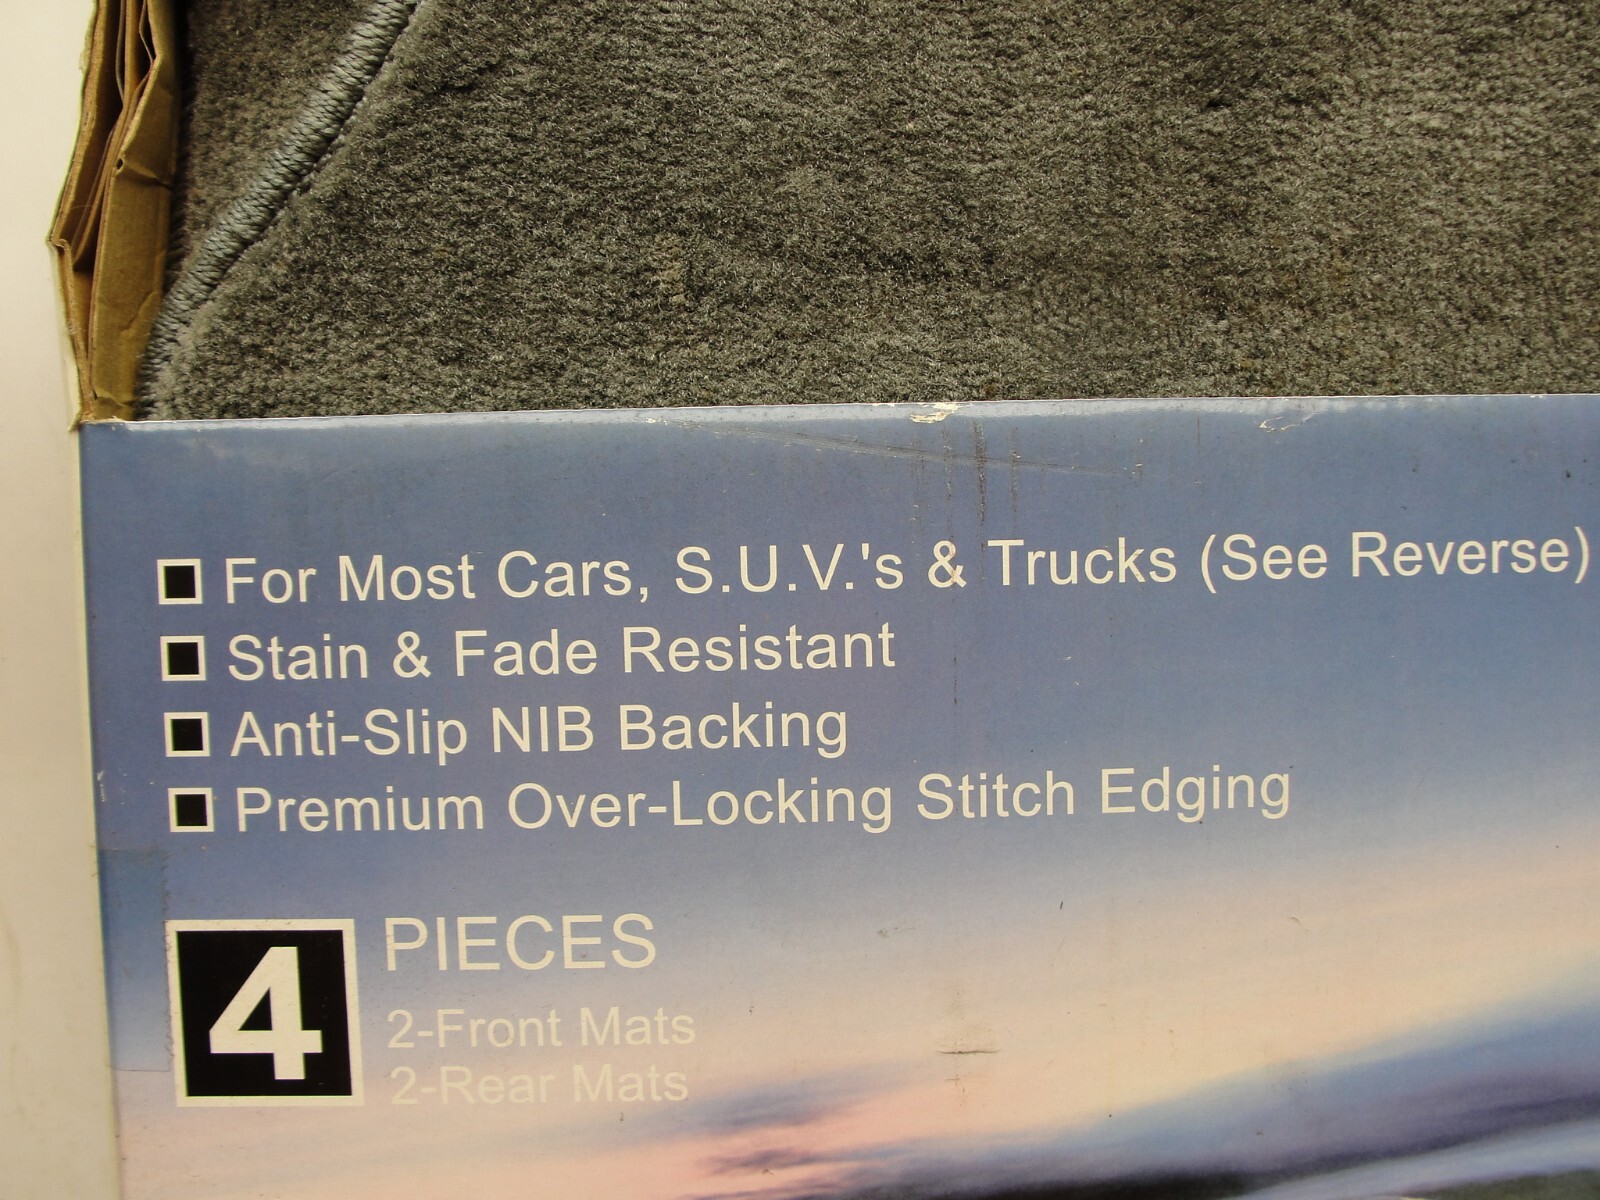 For Most Cars, S.U.V.'s & Trucks (See Reverse)
Stain & Fade Resistant
Anti-Slip NIB Backing
Premium Over-Locking Stitch Edging
4 PIECES
2-Front Mats
2-Rear Mats